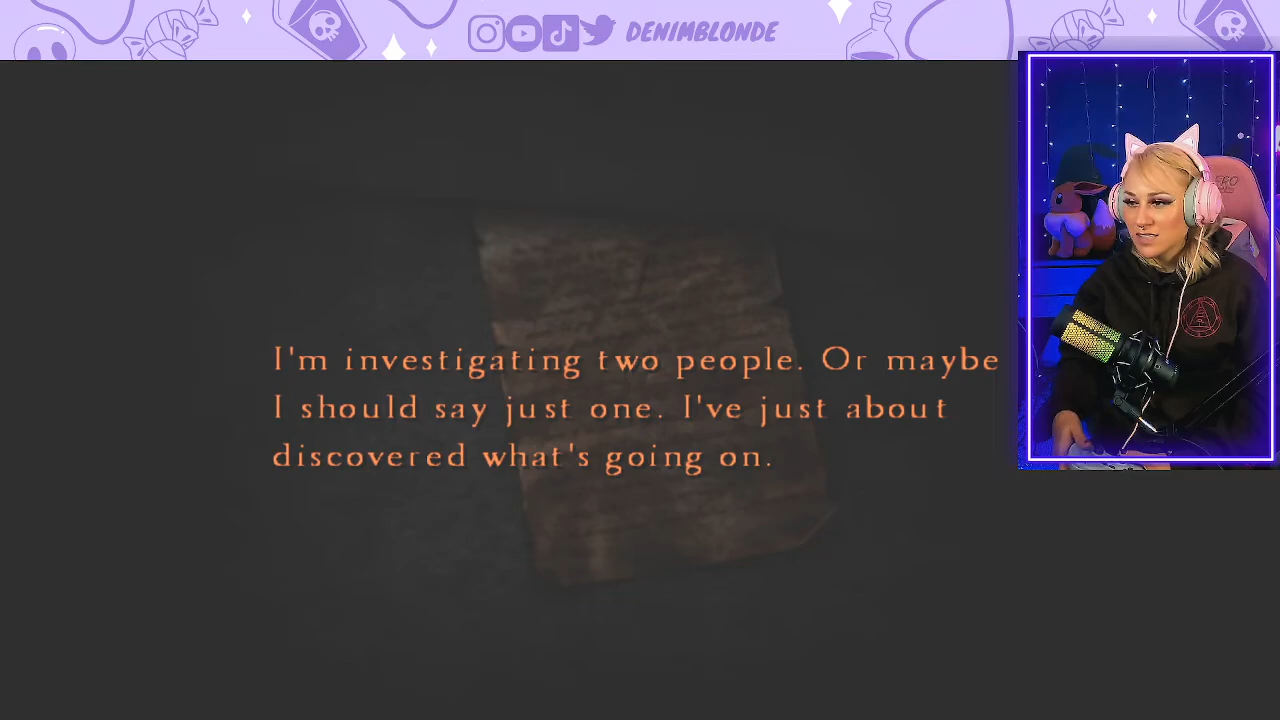 DENIMBLONDE
I'm investigating two people. Or maybe
I should say just one. I've just about
discovered what's going on.